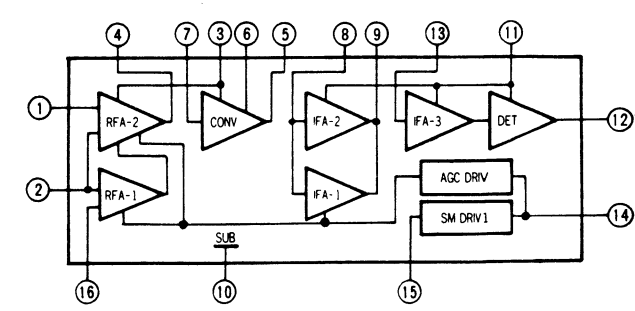 4 7 3 6 5 8 9 13 11
1 RFA-2 CONV IFA-2 IFA-3 DET 12
2 RFA-1 IFA-1 AGC DRIV
SM DRIV1 14
SUB
16 10 15